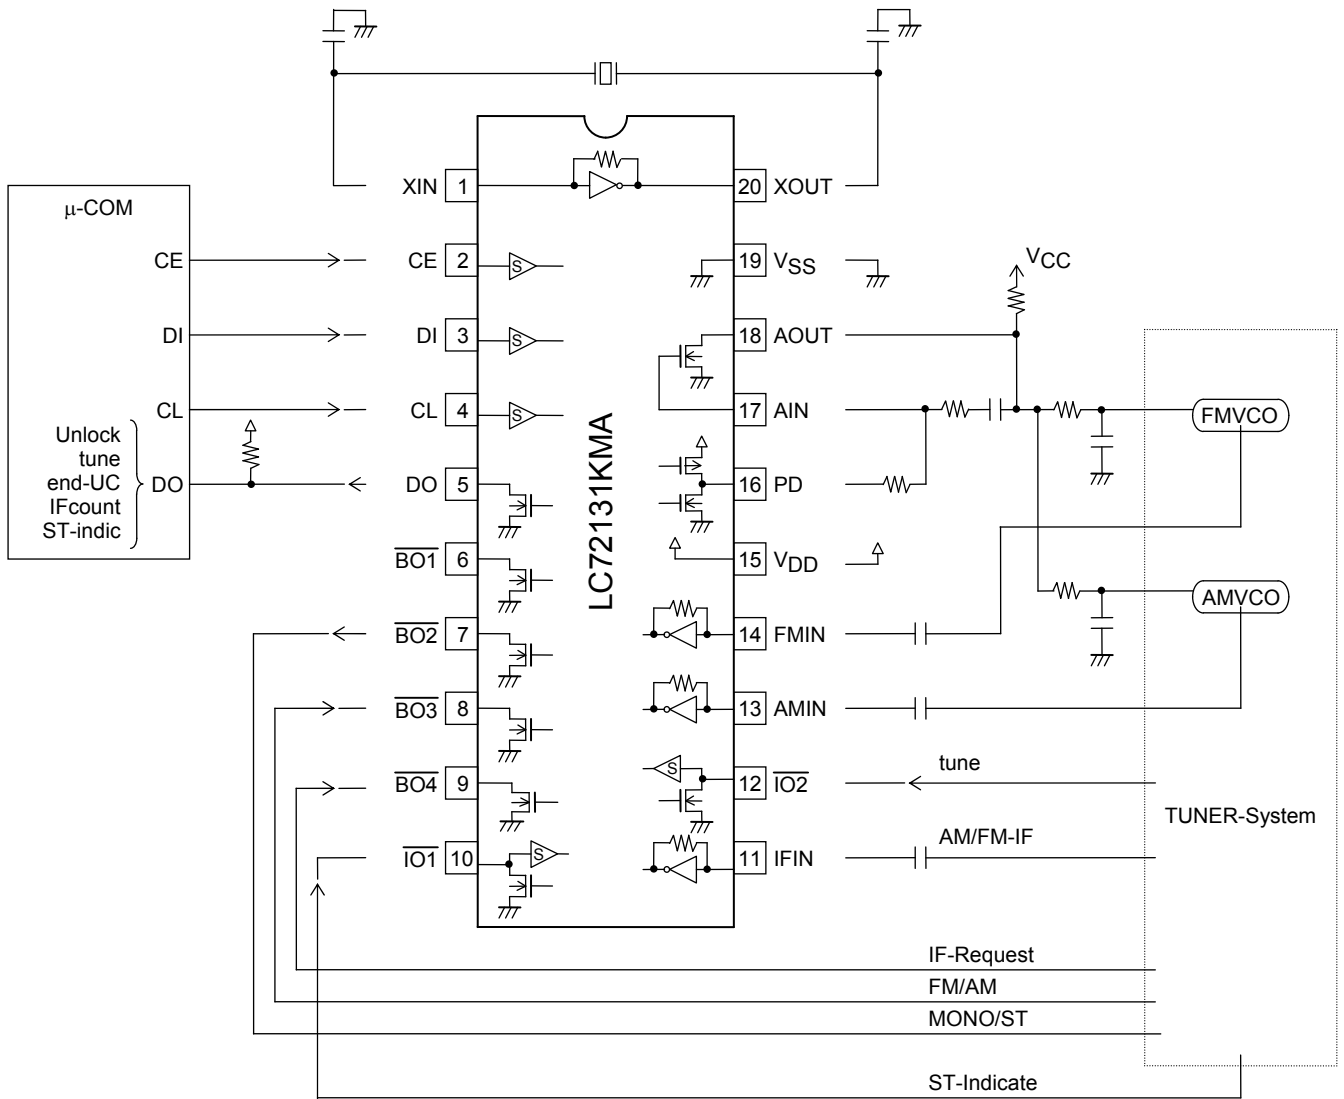 μ-COM
CE
DI
CL
Unlock
tune
end-UC
IFcount
ST-indic
DO
XIN 1
CE 2
S
DI 3
S
CL 4
S
DO 5
BO1 6
BO2 7
BO3 8
BO4 9
IO1 10
S
LC72131KMA
20 XOUT
19 VSS
18 AOUT
17 AIN
16 PD
15 VDD
14 FMIN
13 AMIN
S
12 IO2
11 IFIN
VCC
FMVCO
AMVCO
tune
AM/FM-IF
TUNER-System
IF-Request
FM/AM
MONO/ST
ST-Indicate